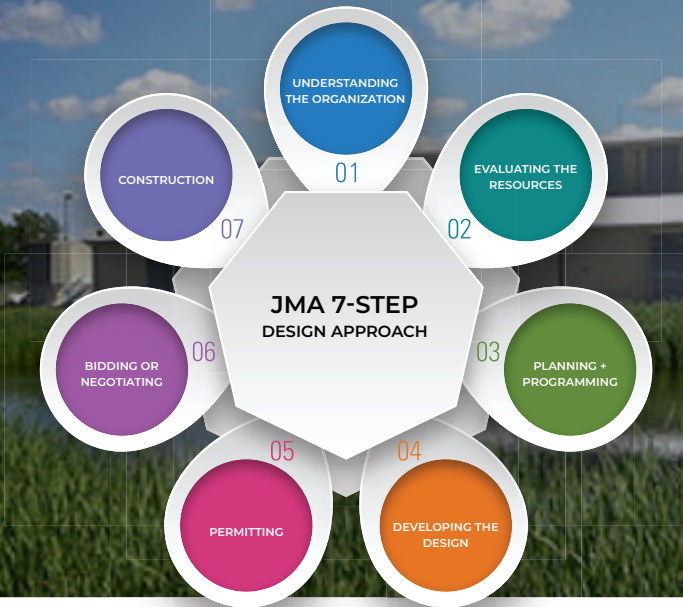 UNDERSTANDING
THE ORGANIZATION
01
EVALUATING THE
RESOURCES
02
PLANNING +
PROGRAMMING
03
DEVELOPING THE
DESIGN
04
PERMITTING
05
BIDDING OR
NEGOTIATING
06
CONSTRUCTION
07
JMA 7-STEP
DESIGN APPROACH